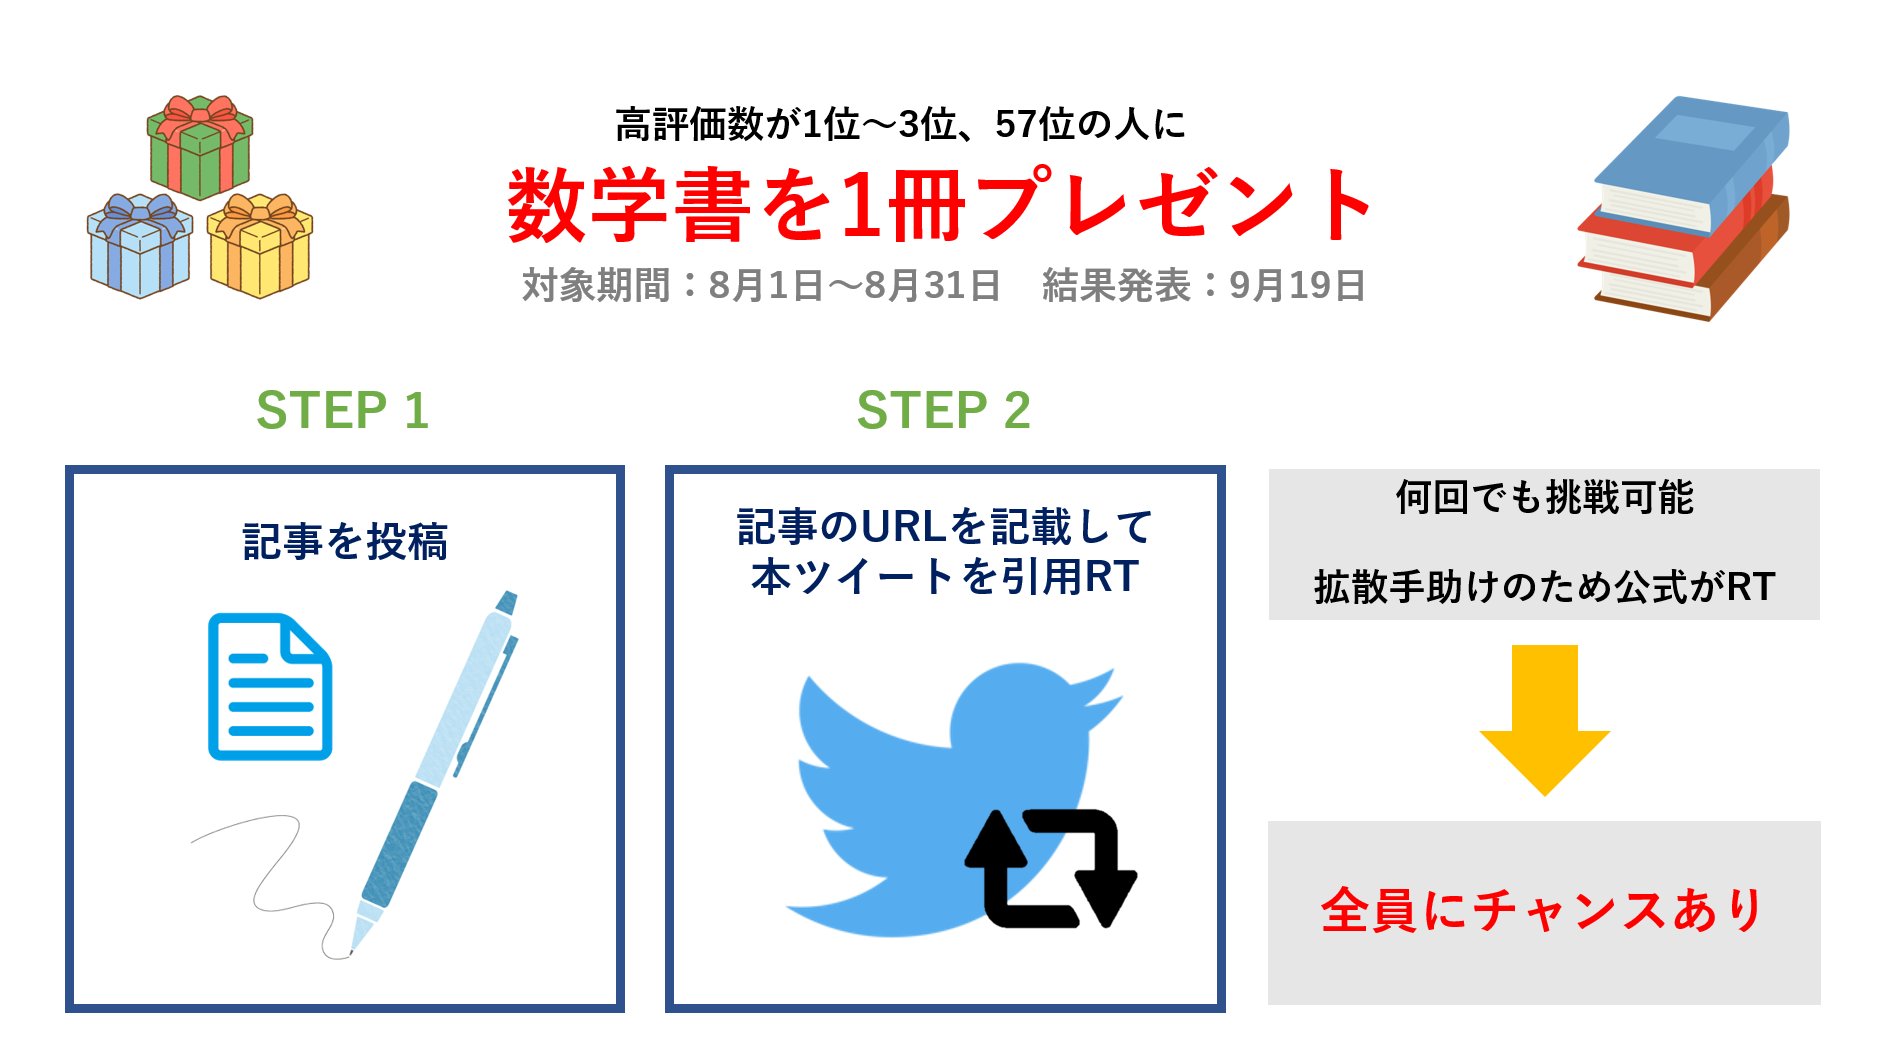 高評価数が1位～3位、57位の人に
数学書を1冊プレゼント
対象期間：8月1日～8月31日　結果発表：9月19日
STEP 1
記事を投稿
STEP 2
記事のURLを記載して
本ツイートを引用RT
何回でも挑戦可能
拡散手助けのため公式がRT
全員にチャンスあり